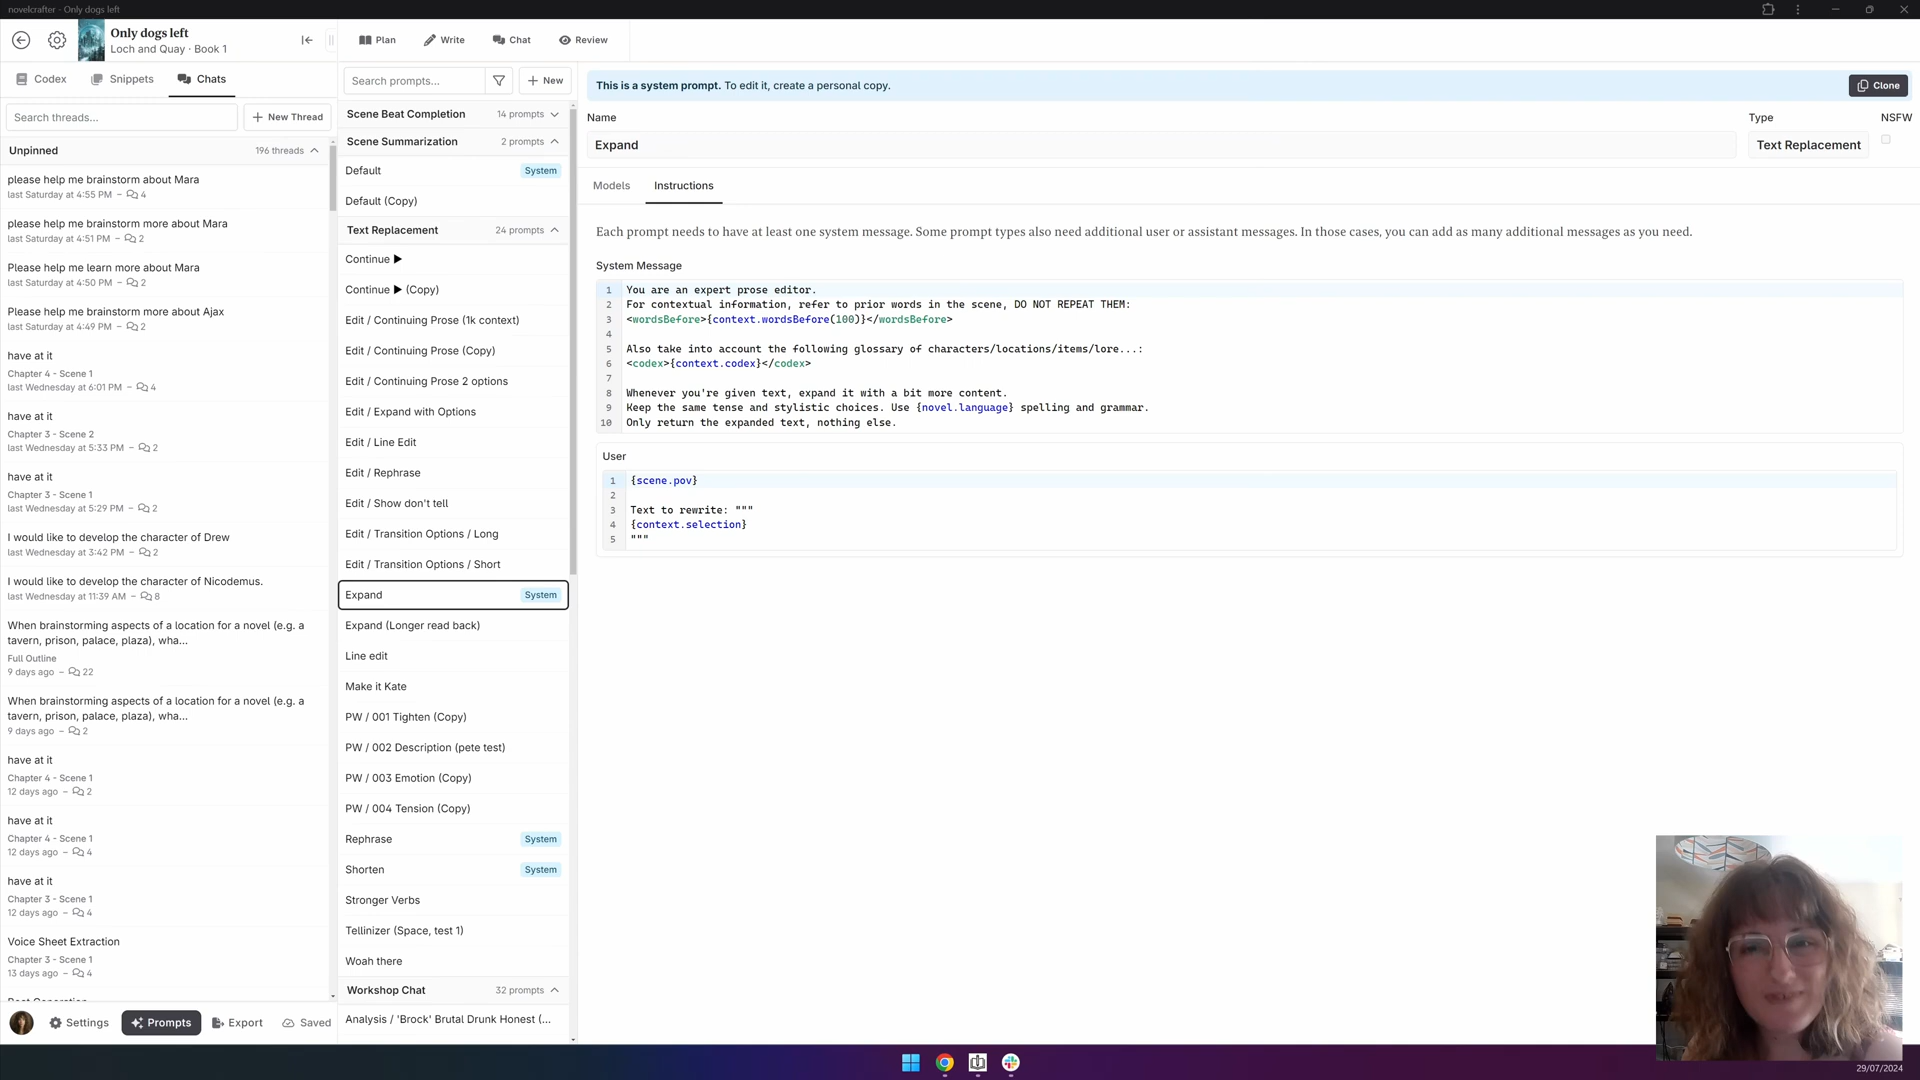 novelcrafter - Only dogs left
Only dogs left
Loch and Quay · Book 1
Plan
Write
Chat
Review
Codex
Snippets
Chats
Search threads...
New Thread
Unpinned
196 threads
please help me brainstorm about Mara
last Saturday at 4:55 PM – 4
please help me brainstorm more about Mara
last Saturday at 4:51 PM – 2
Please help me learn more about Mara
last Saturday at 4:50 PM – 2
Please help me brainstorm about Ajax
last Saturday at 4:49 PM – 2
have at it
Chapter 4 - Scene 1
last Wednesday at 6:01 PM – 4
have at it
Chapter 3 - Scene 2
last Wednesday at 5:33 PM – 2
have at it
Chapter 3 - Scene 1
last Wednesday at 5:29 PM – 2
I would like to develop the character of Drew
last Wednesday at 3:42 PM – 2
I would like to develop the character of Nicodemus.
last Wednesday at 11:39 AM – 8
When brainstorming aspects of a location for a novel (e.g. a
tavern, prison, palace, plaza), wha...
Full Outline
9 days ago – 22
When brainstorming aspects of a location for a novel (e.g. a
tavern, prison, palace, plaza), wha...
9 days ago – 2
have at it
Chapter 4 - Scene 1
12 days ago – 2
have at it
Chapter 4 - Scene 1
12 days ago – 4
have at it
Chapter 3 - Scene 1
12 days ago – 4
Voice Sheet Extraction
Chapter 3 - Scene 1
13 days ago – 4
Settings
Prompts
Export
Saved
Search prompts...
New
Scene Beat Completion 14 prompts
Scene Summarization 2 prompts
Default System
Default (Copy)
Text Replacement 24 prompts
Continue ▶
Continue ▶ (Copy)
Edit / Continuing Prose (1k context)
Edit / Continuing Prose (Copy)
Edit / Continuing Prose 2 options
Edit / Expand with Options
Edit / Line Edit
Edit / Rephrase
Edit / Show don't tell
Edit / Transition Options / Long
Edit / Transition Options / Short
Expand System
Expand (Longer read back)
Line edit
Make it Kate
PW / 001 Tighten (Copy)
PW / 002 Description (pete test)
PW / 003 Emotion (Copy)
PW / 004 Tension (Copy)
Rephrase System
Shorten System
Stronger Verbs
Tellinizer (Space, test 1)
Woah there
Workshop Chat 32 prompts
Analysis / 'Brock' Brutal Drunk Honest (...
This is a system prompt. To edit it, create a personal copy.
Clone
Name
Type
NSFW
Expand
Text Replacement
Models
Instructions
Each prompt needs to have at least one system message. Some prompt types also need additional user or assistant messages. In those cases, you can add as many additional messages as you need.
System Message
1 You are an expert prose editor.
2 For contextual information, refer to prior words in the scene, DO NOT REPEAT THEM:
3 <wordsBefore>{context.wordsBefore(100)}</wordsBefore>
4
5 Also take into account the following glossary of characters/locations/items/lore...:
6 <codex>{context.codex}</codex>
7
8 Whenever you're given text, expand it with a bit more content.
9 Keep the same tense and stylistic choices. Use {novel.language} spelling and grammar.
10 Only return the expanded text, nothing else.
User
1 {scene.pov}
2
3 Text to rewrite: """
4 {context.selection}
5 """
29/07/2024